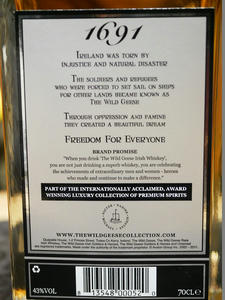 1691
IRELAND WAS TORN BY
INJUSTICE AND NATURAL DISASTER
THE SOLDIERS AND REFUGEES
WHO WERE FORCED TO SET SAIL ON SHIPS
FOR OTHER LANDS BECAME KNOWN AS
THE WILD GEESE
THROUGH OPPRESSION AND FAMINE
THEY CREATED A BEAUTIFUL DREAM
FREEDOM FOR EVERYONE
BRAND PROMISE
"When you drink 'The Wild Geese Irish Whiskey',
you are not just drinking a superb whiskey, you are celebrating
the achievements of extraordinary men and women - heroes
who made and continue to make a difference."
PART OF THE INTERNATIONALLY ACCLAIMED, AWARD
WINNING LUXURY COLLECTION OF PREMIUM SPIRITS
WWW.THEWILDGEESECOLLECTION.COM
43%VOL
70CL e
8 13548 00052 0